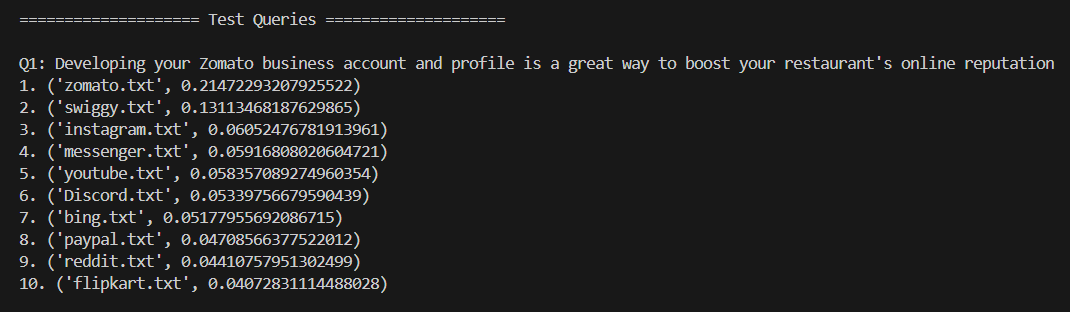 ==================== Test Queries ====================
Q1: Developing your Zomato business account and profile is a great way to boost your restaurant's online reputation
1. ('zomato.txt', 0.21472293207925522)
2. ('swiggy.txt', 0.13113468187629865)
3. ('instagram.txt', 0.06052476781913961)
4. ('messenger.txt', 0.05916808020604721)
5. ('youtube.txt', 0.058357089274960354)
6. ('Discord.txt', 0.05339756679590439)
7. ('bing.txt', 0.05177955692086715)
8. ('paypal.txt', 0.04708566377522012)
9. ('reddit.txt', 0.04410757951302499)
10. ('flipkart.txt', 0.04072831114488028)